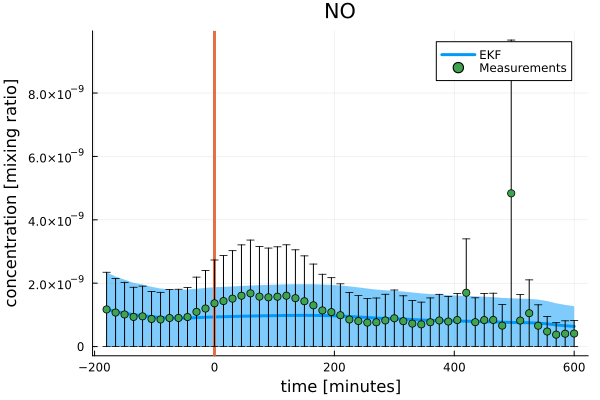 NO
EKF
Measurements
concentration [mixing ratio]
8.0×10⁻⁹
6.0×10⁻⁹
4.0×10⁻⁹
2.0×10⁻⁹
0
−200 0 200 400 600
time [minutes]